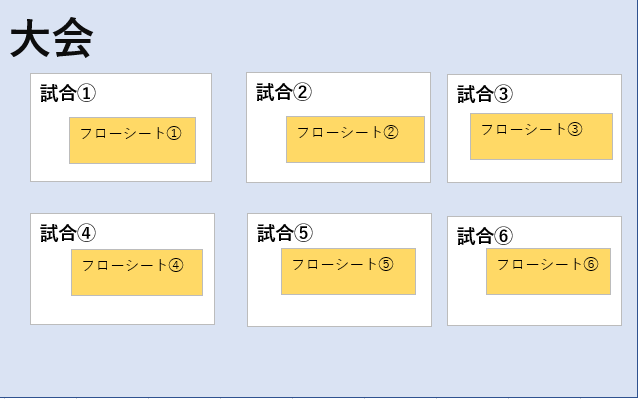 大会
試合①
フローシート①
試合②
フローシート②
試合③
フローシート③
試合④
フローシート④
試合⑤
フローシート⑤
試合⑥
フローシート⑥